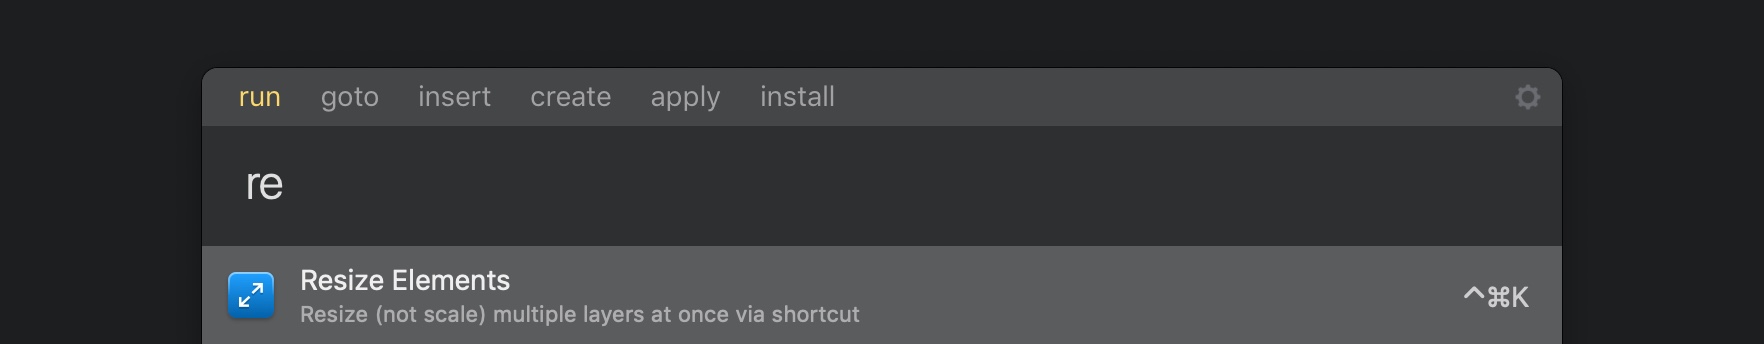 run goto insert create apply install
re
Resize Elements
Resize (not scale) multiple layers at once via shortcut
^⌘K